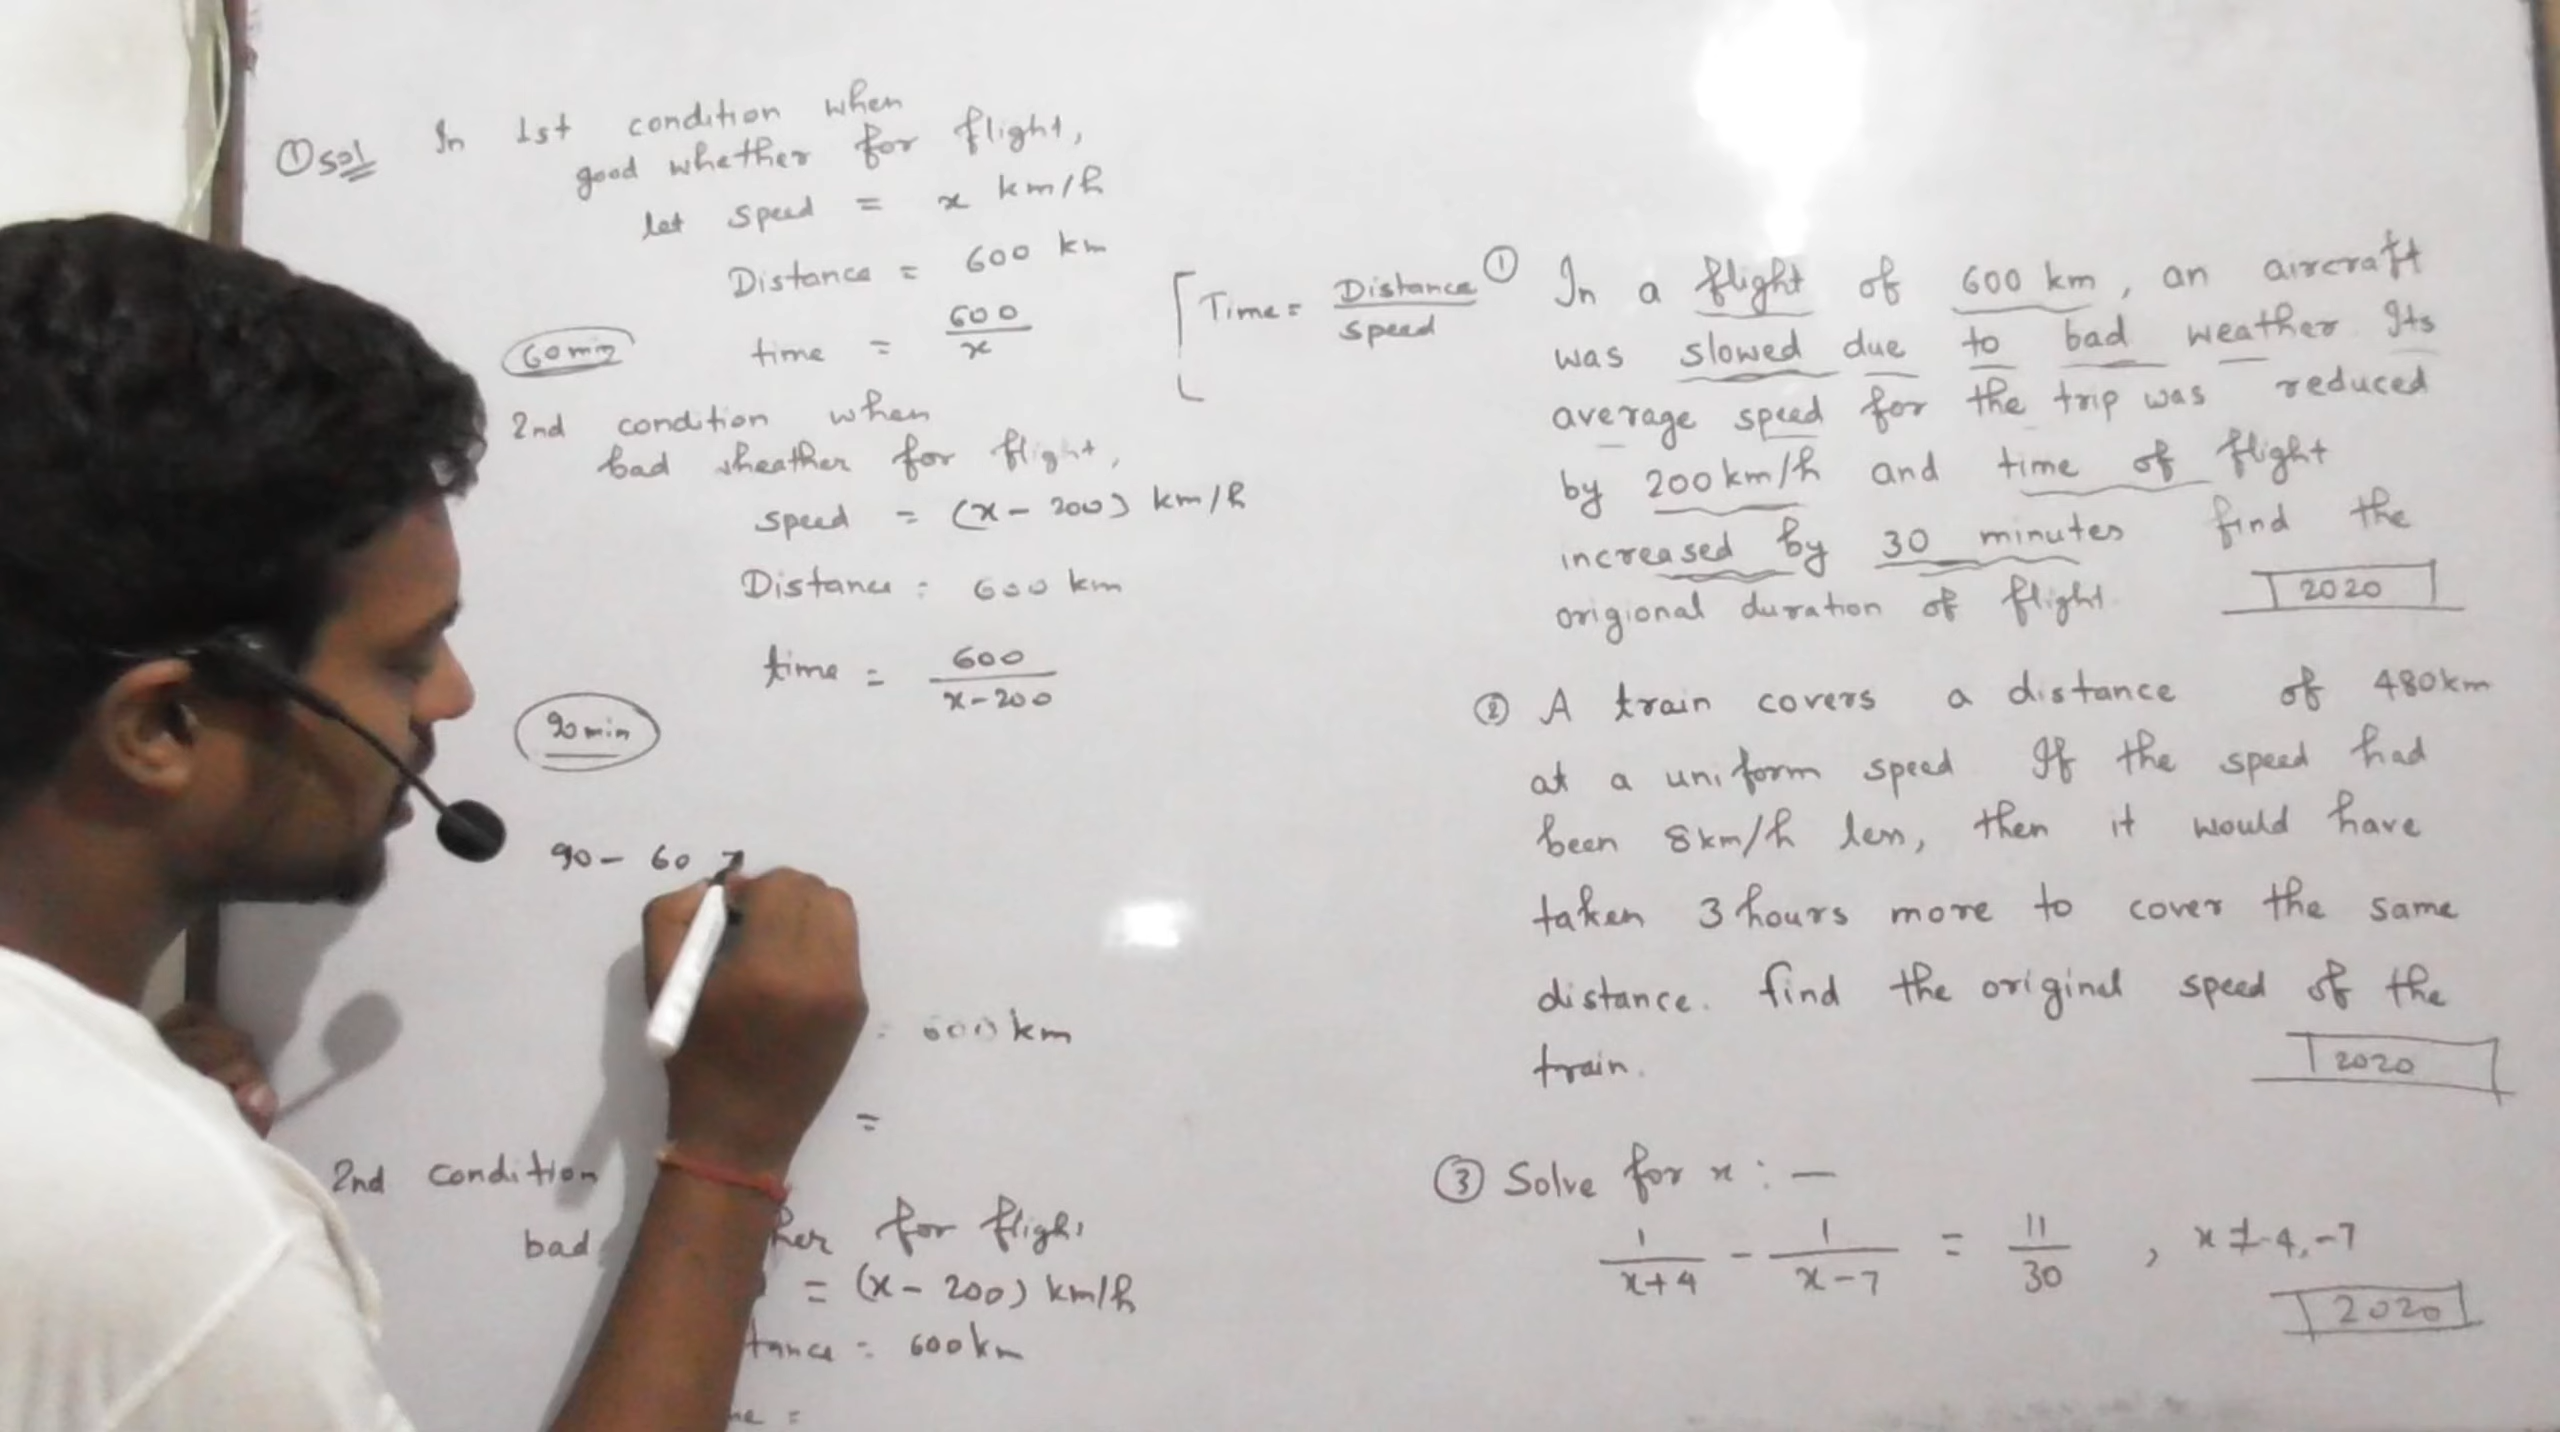 ① sol In 1st condition when
good whether for flight,
let speed = x km/h
Distance = 600 km
60 min time = 600/x
2nd condition when
bad wheather for flight,
speed = (x - 200) km/h
Distance = 600 km
time = 600/x-200
90 min
90 - 60
= 600 km
=
2nd condition
bad her for fligh
= (x - 200) km/h
tance = 600 km
me =
Time = Distance/speed
① In a flight of 600 km, an aircraft
was slowed due to bad weather Its
average speed for the trip was reduced
by 200 km/h and time of flight
increased by 30 minutes find the
origional duration of flight
2020
② A train covers a distance of 480km
at a uniform speed If the speed had
been 8km/h less, then it would have
taken 3 hours more to cover the same
distance. find the original speed of the
train.
2020
③ Solve for x : —
1/x+4 - 1/x-7 = 11/30 , x ≠ -4, -7
2020